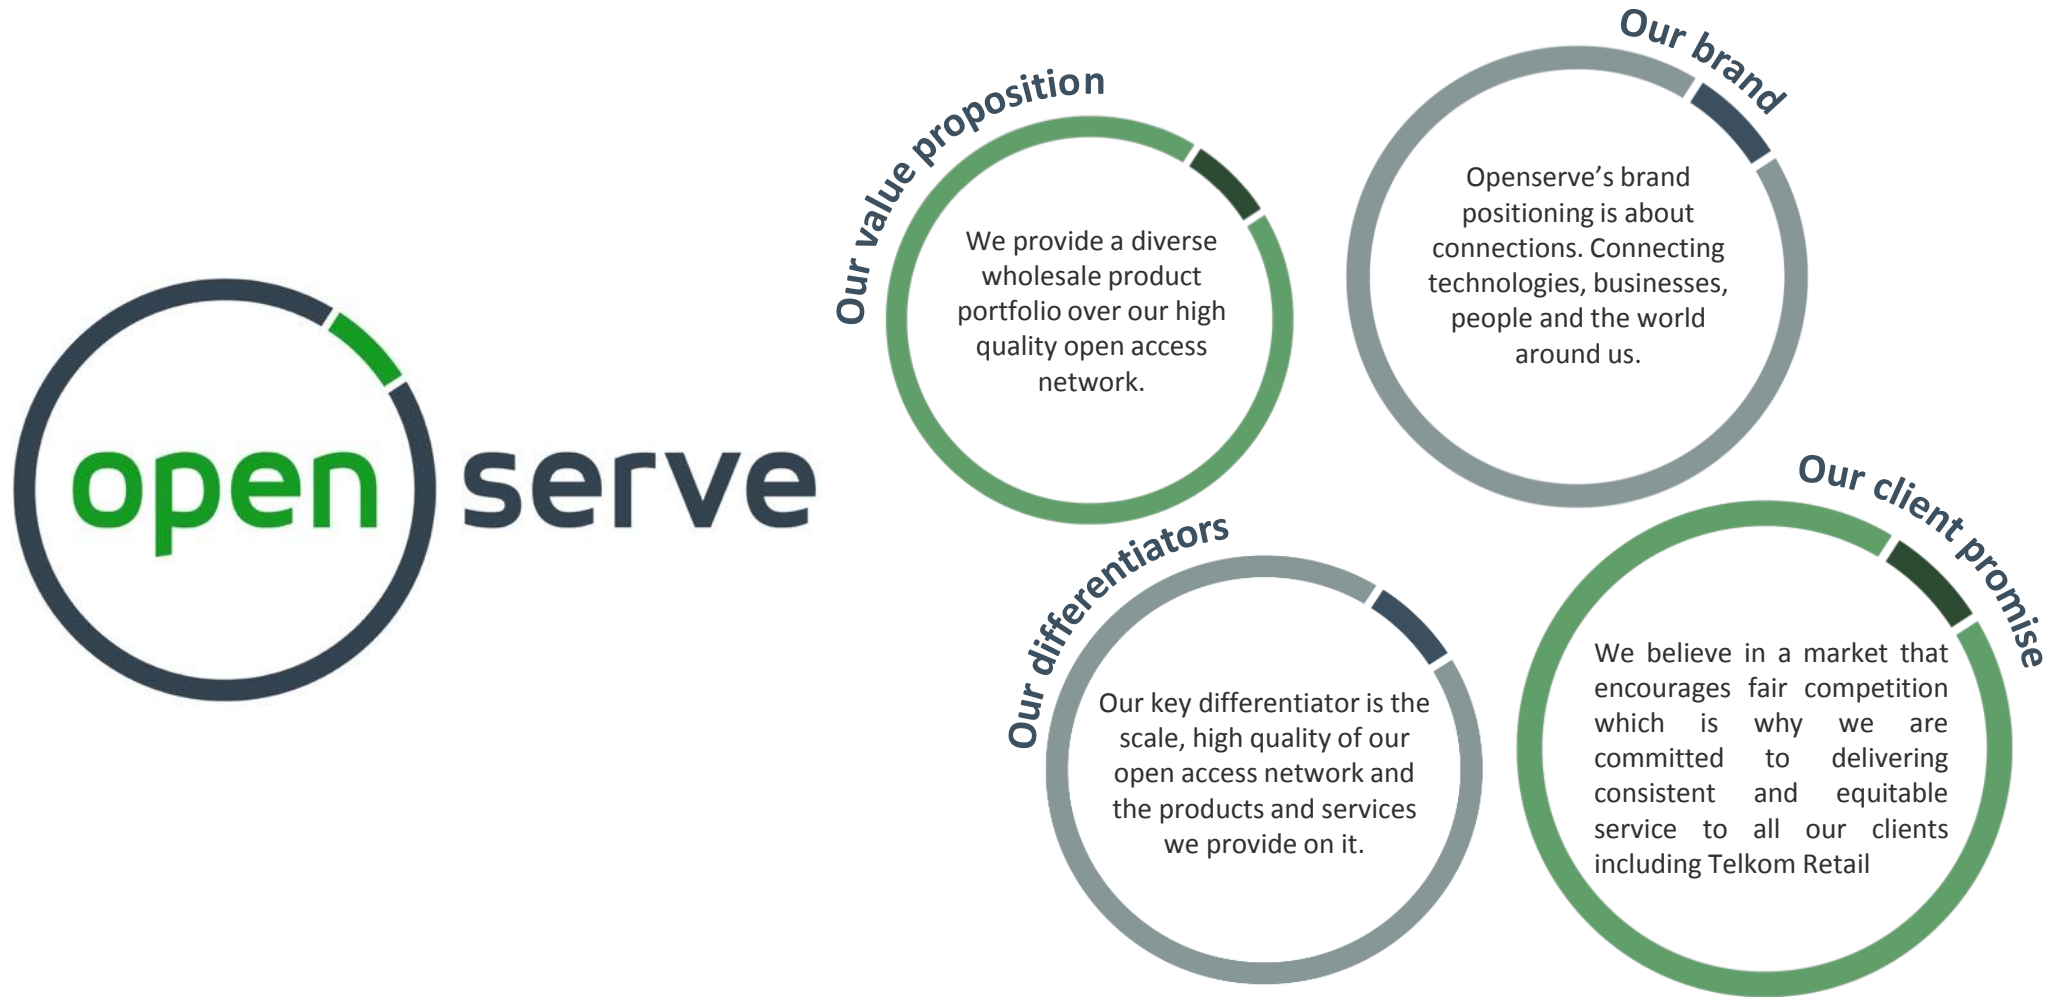 open serve
Our value proposition
We provide a diverse
wholesale product
portfolio over our high
quality open access
network.
Our brand
Openserve’s brand
positioning is about
connections. Connecting
technologies, businesses,
people and the world
around us.
Our differentiators
Our key differentiator is the
scale, high quality of our
open access network and
the products and services
we provide on it.
Our client promise
We believe in a market that
encourages fair competition
which is why we are
committed to delivering
consistent and equitable
service to all our clients
including Telkom Retail